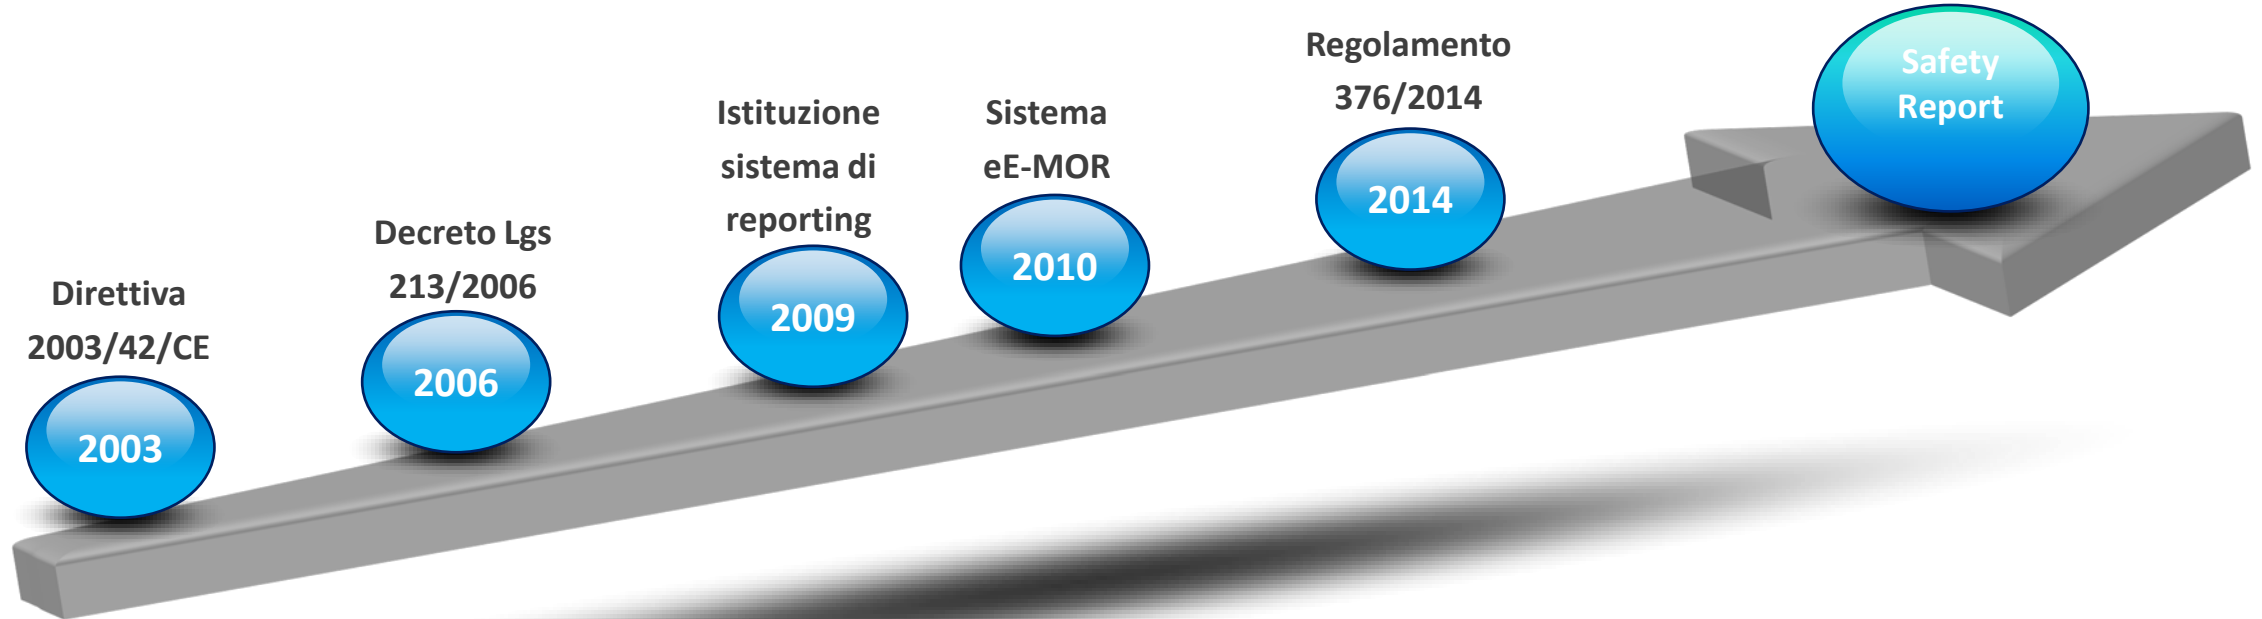 Direttiva
2003/42/CE
2003
Decreto Lgs
213/2006
2006
Istituzione
sistema di
reporting
2009
Sistema
eE-MOR
2010
Regolamento
376/2014
2014
Safety
Report